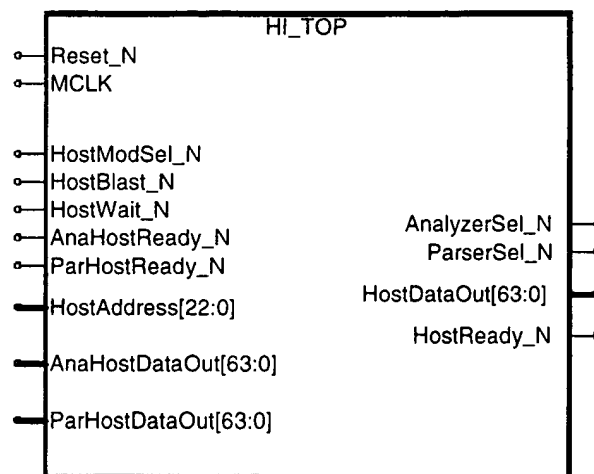 HI_TOP
Reset_N
MCLK
HostModSel_N
HostBlast_N
HostWait_N
AnaHostReady_N
ParHostReady_N
HostAddress[22:0]
AnaHostDataOut[63:0]
ParHostDataOut[63:0]
AnalyzerSel_N
ParserSel_N
HostDataOut[63:0]
HostReady_N